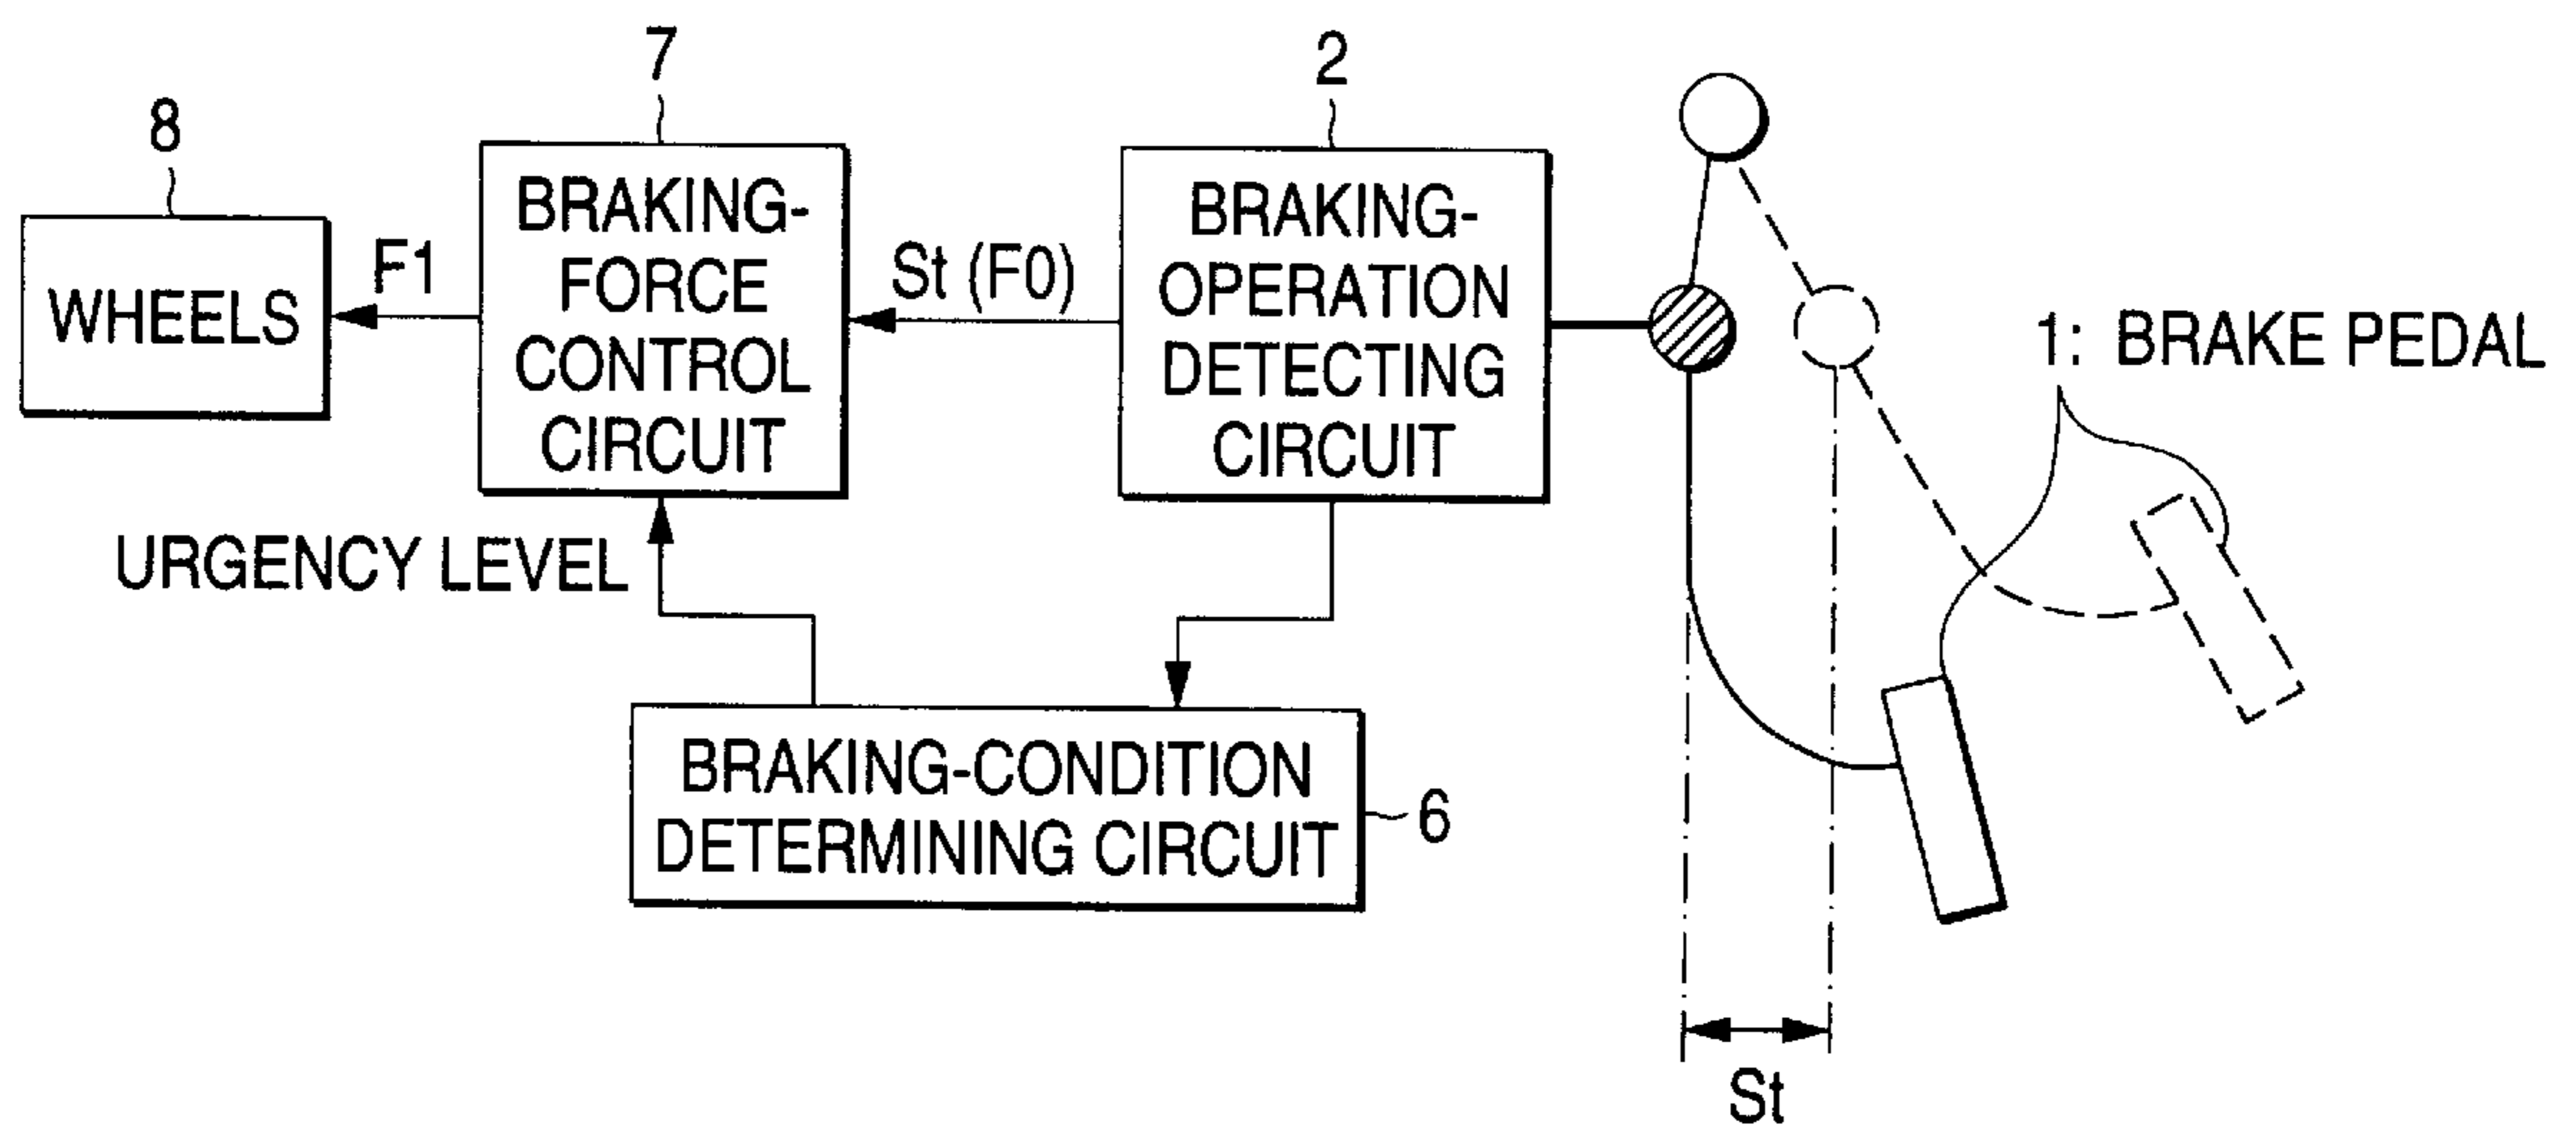 7
2
8
BRAKING-
FORCE
CONTROL
CIRCUIT
BRAKING-
OPERATION
DETECTING
CIRCUIT
WHEELS
F1
St (F0)
1: BRAKE PEDAL
URGENCY LEVEL
BRAKING-CONDITION
DETERMINING CIRCUIT
6
St